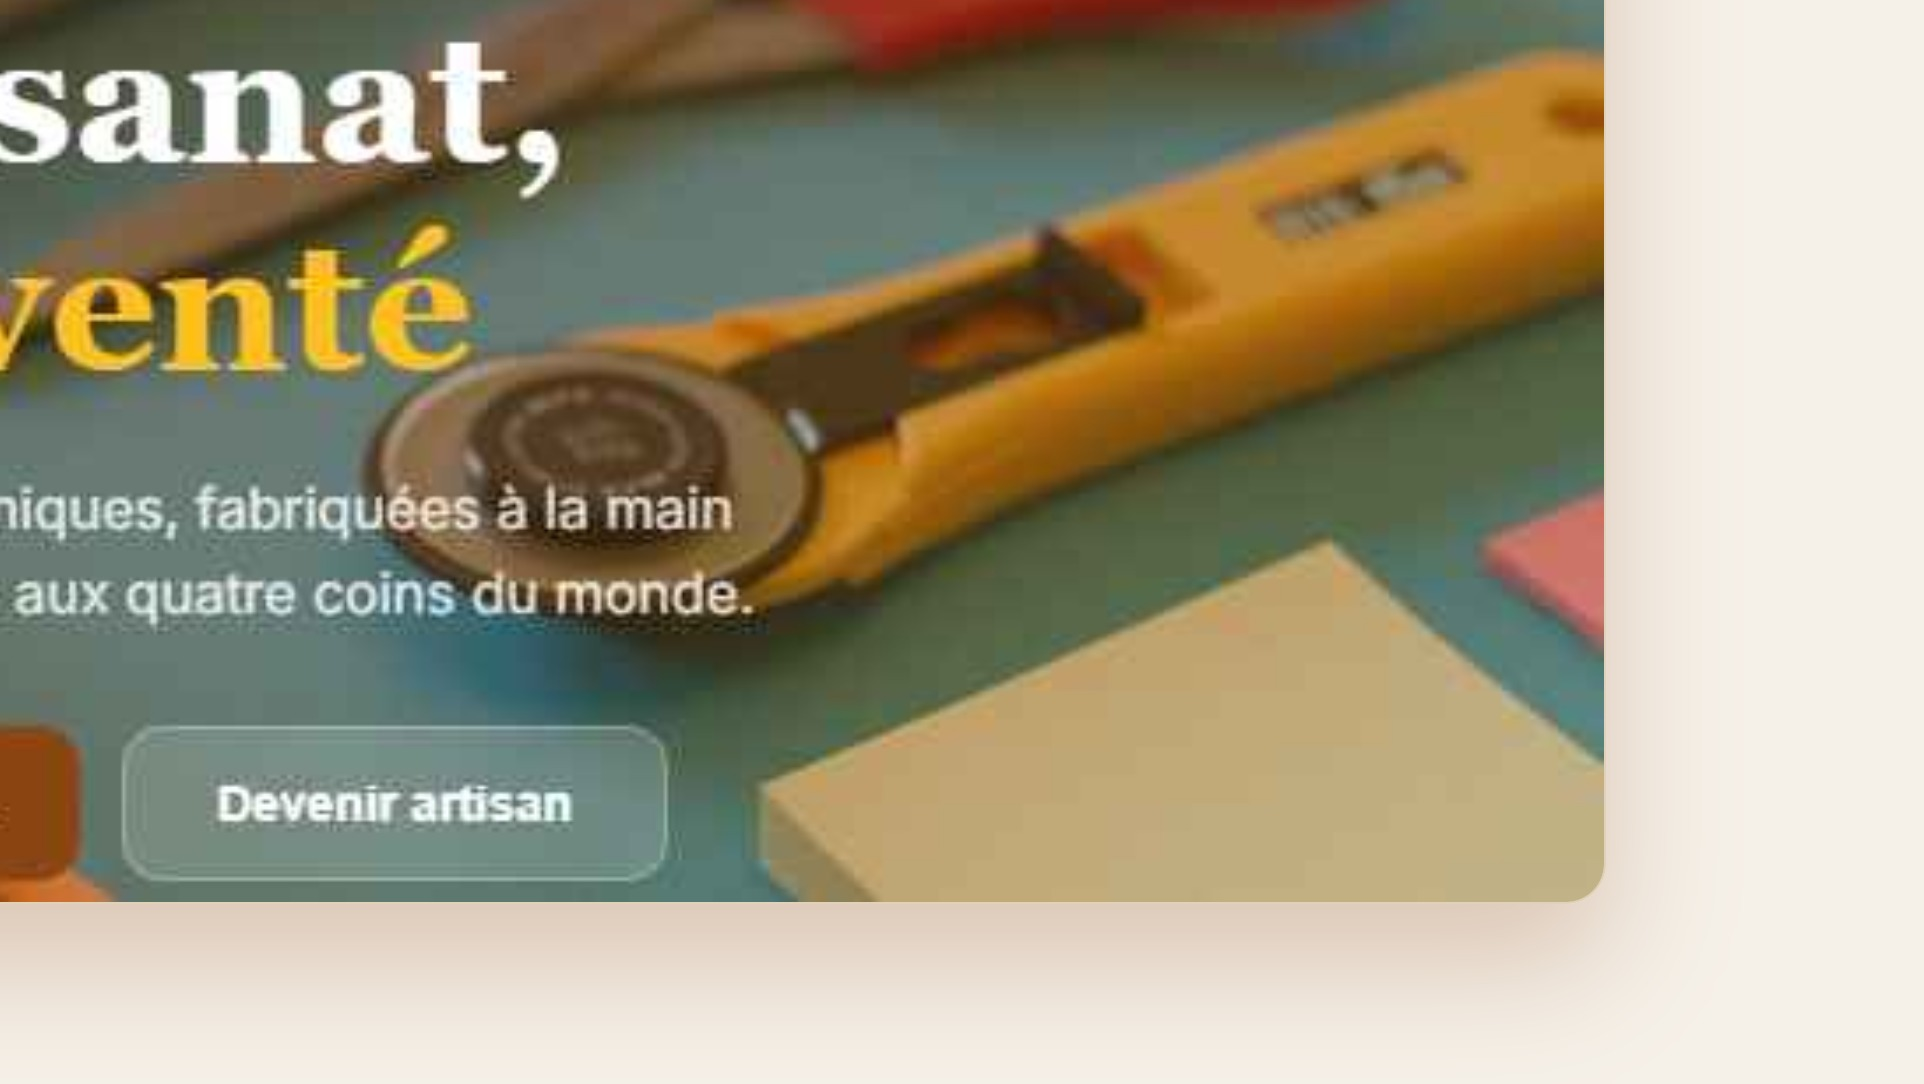 sanat,
venté
niques, fabriquées à la main
aux quatre coins du monde.
Devenir artisan